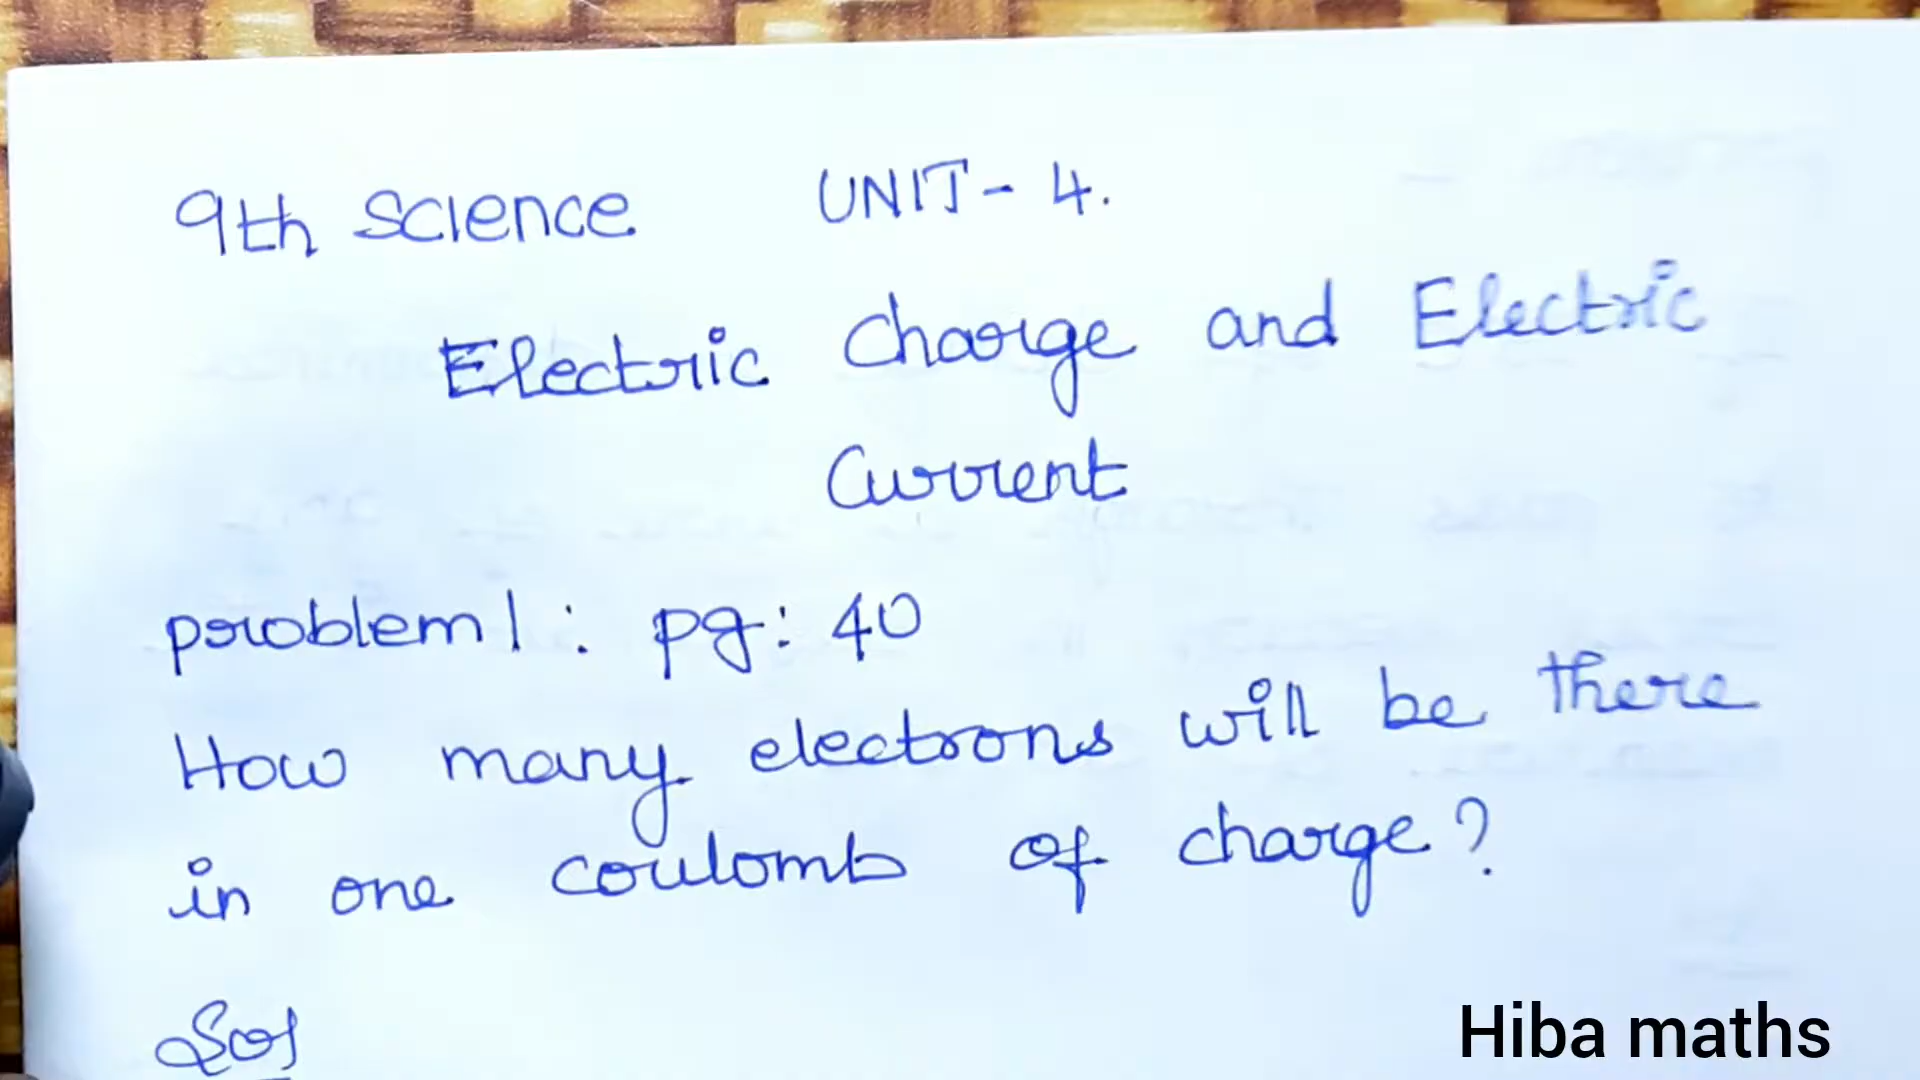 9th Science UNIT- 4.
Electric Charge and Electric
Current
problem 1: pg: 40
How many electrons will be there
in one coulomb of charge?
Sol
Hiba maths